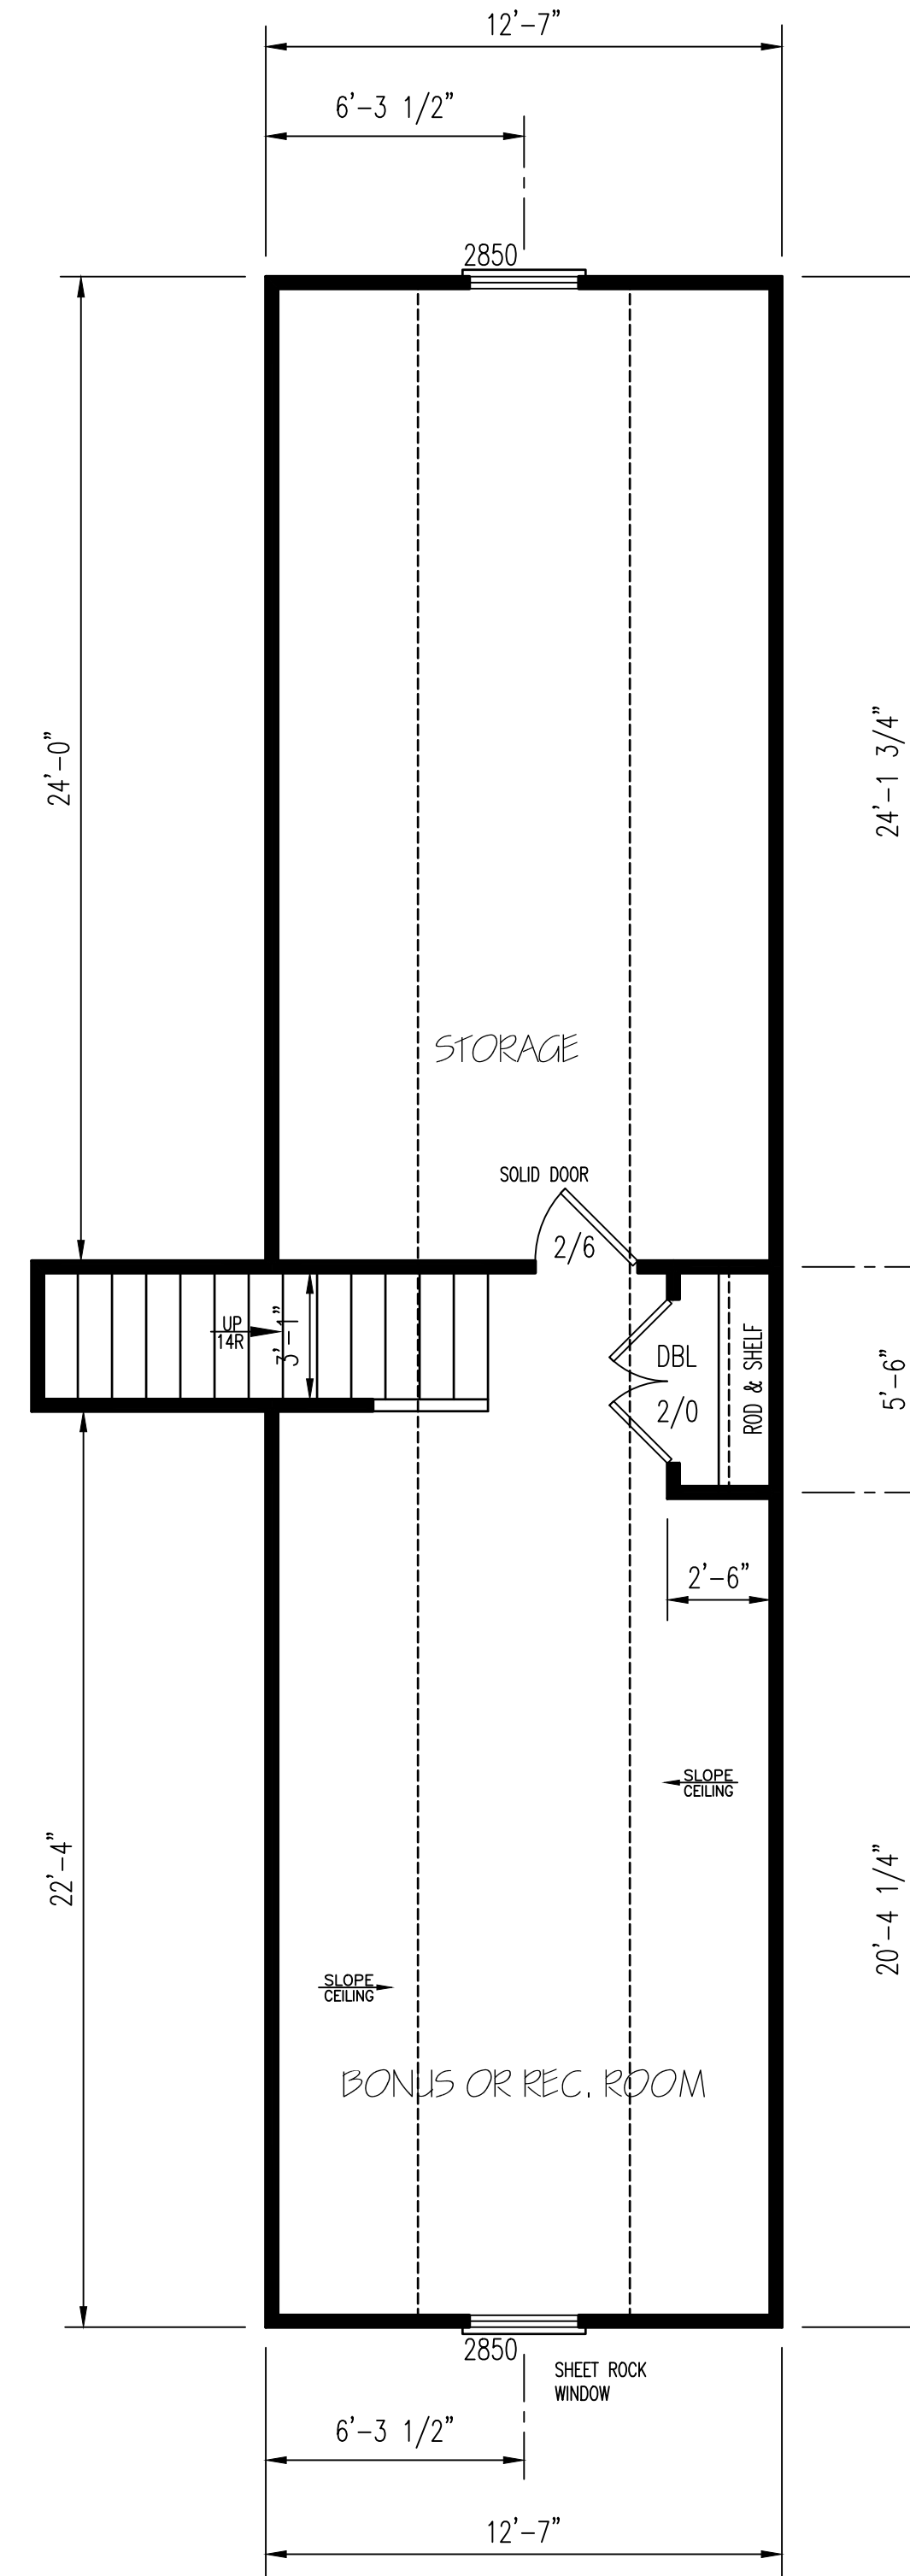 12'-7"
6'-3 1/2"
2850
24'-0"
24'-1 3/4"
STORAGE
SOLID DOOR
2/6
UP
14R
3'-1"
DBL
2/0
ROD & SHELF
5'-6"
2'-6"
SLOPE
CEILING
22'-4"
20'-4 1/4"
SLOPE
CEILING
BONUS OR REC. ROOM
2850
SHEET ROCK
WINDOW
6'-3 1/2"
12'-7"